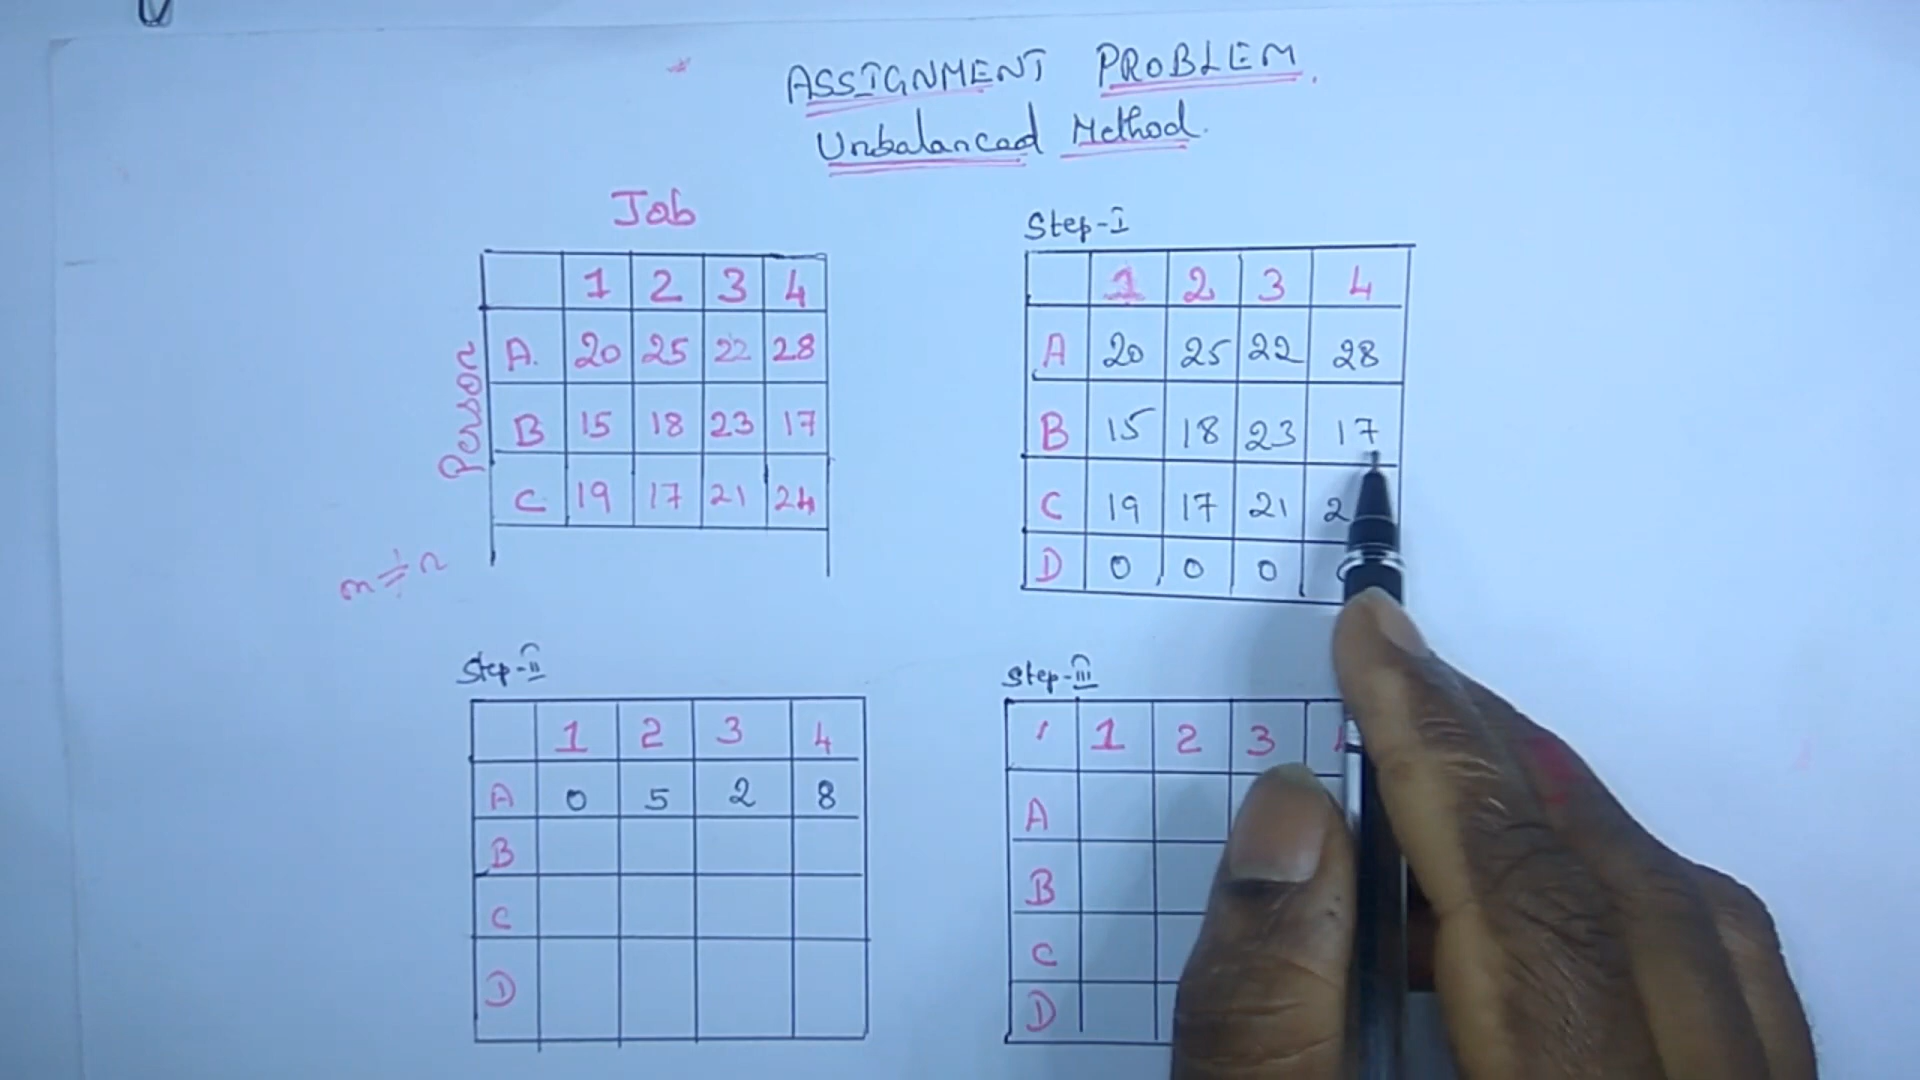 ASSIGNMENT PROBLEM.
Unbalanced Method.
Job
1 2 3 4
Person
A. 20 25 22 28
B 15 18 23 17
C 19 17 21 24
m ≠ n
Step-I
1 2 3 4
A 20 25 22 28
B 15 18 23 17
C 19 17 21 2
D 0 0 0
Step-II
1 2 3 4
A 0 5 2 8
B
C
D
Step-III
1 2 3
A
B
C
D